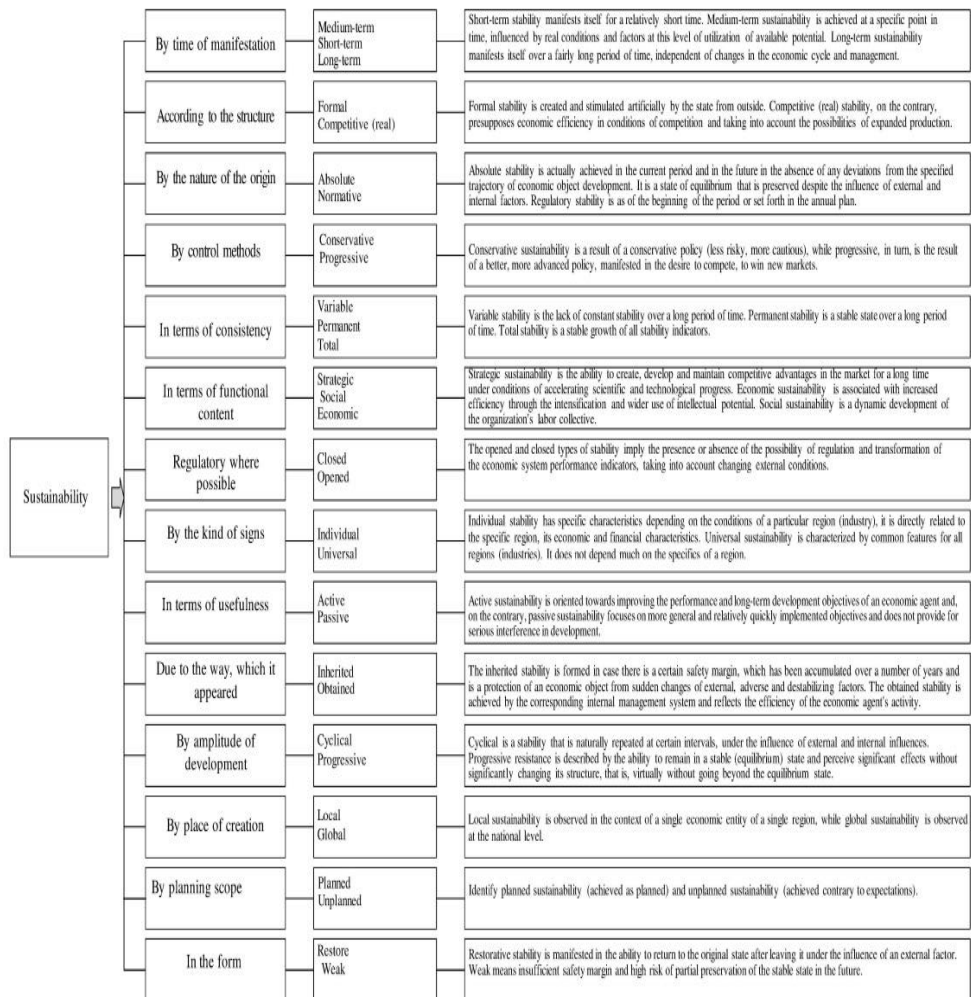 Sustainability
By time of manifestation
Medium-term
Short-term
Long-term
Short-term stability manifests itself for a relatively short time. Medium-term sustainability is achieved at a specific point in
time, influenced by real conditions and factors at this level of utilization of available potential. Long-term sustainability
manifests itself over a fairly long period of time, independent of changes in the economic cycle and management.
According to the structure
Formal
Competitive (real)
Formal stability is created and stimulated artificially by the state from outside. Competitive (real) stability, on the contrary,
presupposes economic efficiency in conditions of competition and taking into account the possibilities of expanded production.
By the nature of the origin
Absolute
Normative
Absolute stability is actually achieved in the current period and in the future in the absence of any deviations from the specified
trajectory of economic object development. It is a state of equilibrium that is preserved despite the influence of external and
internal factors. Regulatory stability is as of the beginning of the period or set forth in the annual plan.
By control methods
Conservative
Progressive
Conservative sustainability is a result of a conservative policy (less risky, more cautious), while progressive, in turn, is the result
of a better, more advanced policy, manifested in the desire to compete, to win new markets.
In terms of consistency
Variable
Permanent
Total
Variable stability is the lack of constant stability over a long period of time. Permanent stability is a stable state over a long period
of time. Total stability is a stable growth of all stability indicators.
In terms of functional
content
Strategic
Social
Economic
Strategic sustainability is the ability to create, develop and maintain competitive advantages in the market for a long time
under conditions of accelerating scientific and technological progress. Economic sustainability is associated with increased
efficiency through the intensification and wider use of intellectual potential. Social sustainability is a dynamic development of
the organization's labor collective.
Regulatory where
possible
Closed
Opened
The opened and closed types of stability imply the presence or absence of the possibility of regulation and transformation of
the economic system performance indicators, taking into account changing external conditions.
By the kind of signs
Individual
Universal
Individual stability has specific characteristics depending on the conditions of a particular region (industry), it is directly related to
the specific region, its economic and financial characteristics. Universal sustainability is characterized by common features for all
regions (industries). It does not depend much on the specifics of a region.
In terms of usefulness
Active
Passive
Active sustainability is oriented towards improving the performance and long-term development objectives of an economic agent and,
on the contrary, passive sustainability focuses on more general and relatively quickly implemented objectives and does not provide for
serious interference in development.
Due to the way, which it
appeared
Inherited
Obtained
The inherited stability is formed in case there is a certain safety margin, which has been accumulated over a number of years and
is a protection of an economic object from sudden changes of external, adverse and destabilizing factors. The obtained stability is
achieved by the corresponding internal management system and reflects the efficiency of the economic agent's activity.
By amplitude of
development
Cyclical
Progressive
Cyclical is a stability that is naturally repeated at certain intervals, under the influence of external and internal influences.
Progressive resistance is described by the ability to remain in a stable (equilibrium) state and perceive significant effects without
significantly changing its structure, that is, virtually without going beyond the equilibrium state.
By place of creation
Local
Global
Local sustainability is observed in the context of a single economic entity of a single region, while global sustainability is observed
at the national level.
By planning scope
Planned
Unplanned
Identify planned sustainability (achieved as planned) and unplanned sustainability (achieved contrary to expectations).
In the form
Restore
Weak
Restorative stability is manifested in the ability to return to the original state after leaving it under the influence of an external factor.
Weak means insufficient safety margin and high risk of partial preservation of the stable state in the future.